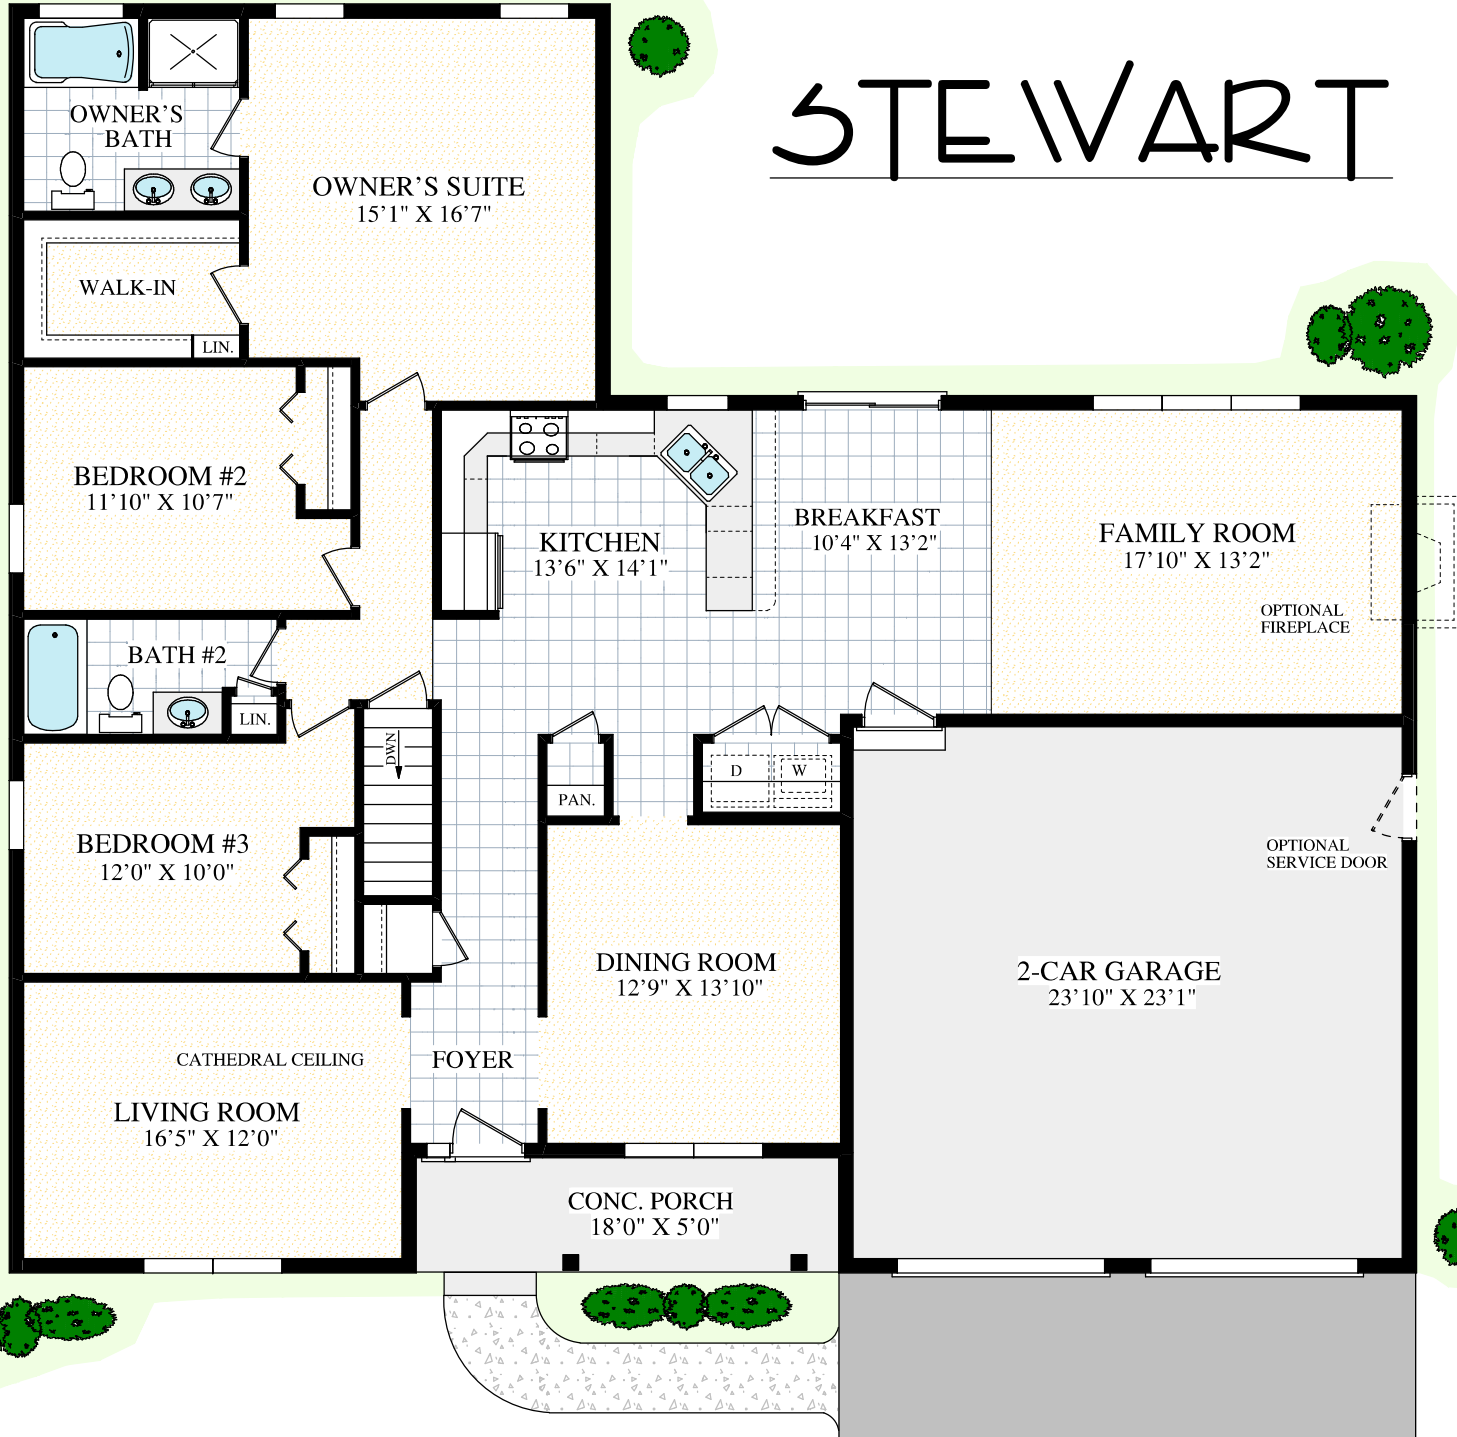 STEWART
OWNER'S
BATH
OWNER'S SUITE
15'1" X 16'7"
WALK-IN
LIN.
BEDROOM #2
11'10" X 10'7"
KITCHEN
13'6" X 14'1"
BREAKFAST
10'4" X 13'2"
FAMILY ROOM
17'10" X 13'2"
OPTIONAL
FIREPLACE
BATH #2
LIN.
DWN
PAN.
D
W
BEDROOM #3
12'0" X 10'0"
OPTIONAL
SERVICE DOOR
DINING ROOM
12'9" X 13'10"
2-CAR GARAGE
23'10" X 23'1"
CATHEDRAL CEILING
FOYER
LIVING ROOM
16'5" X 12'0"
CONC. PORCH
18'0" X 5'0"